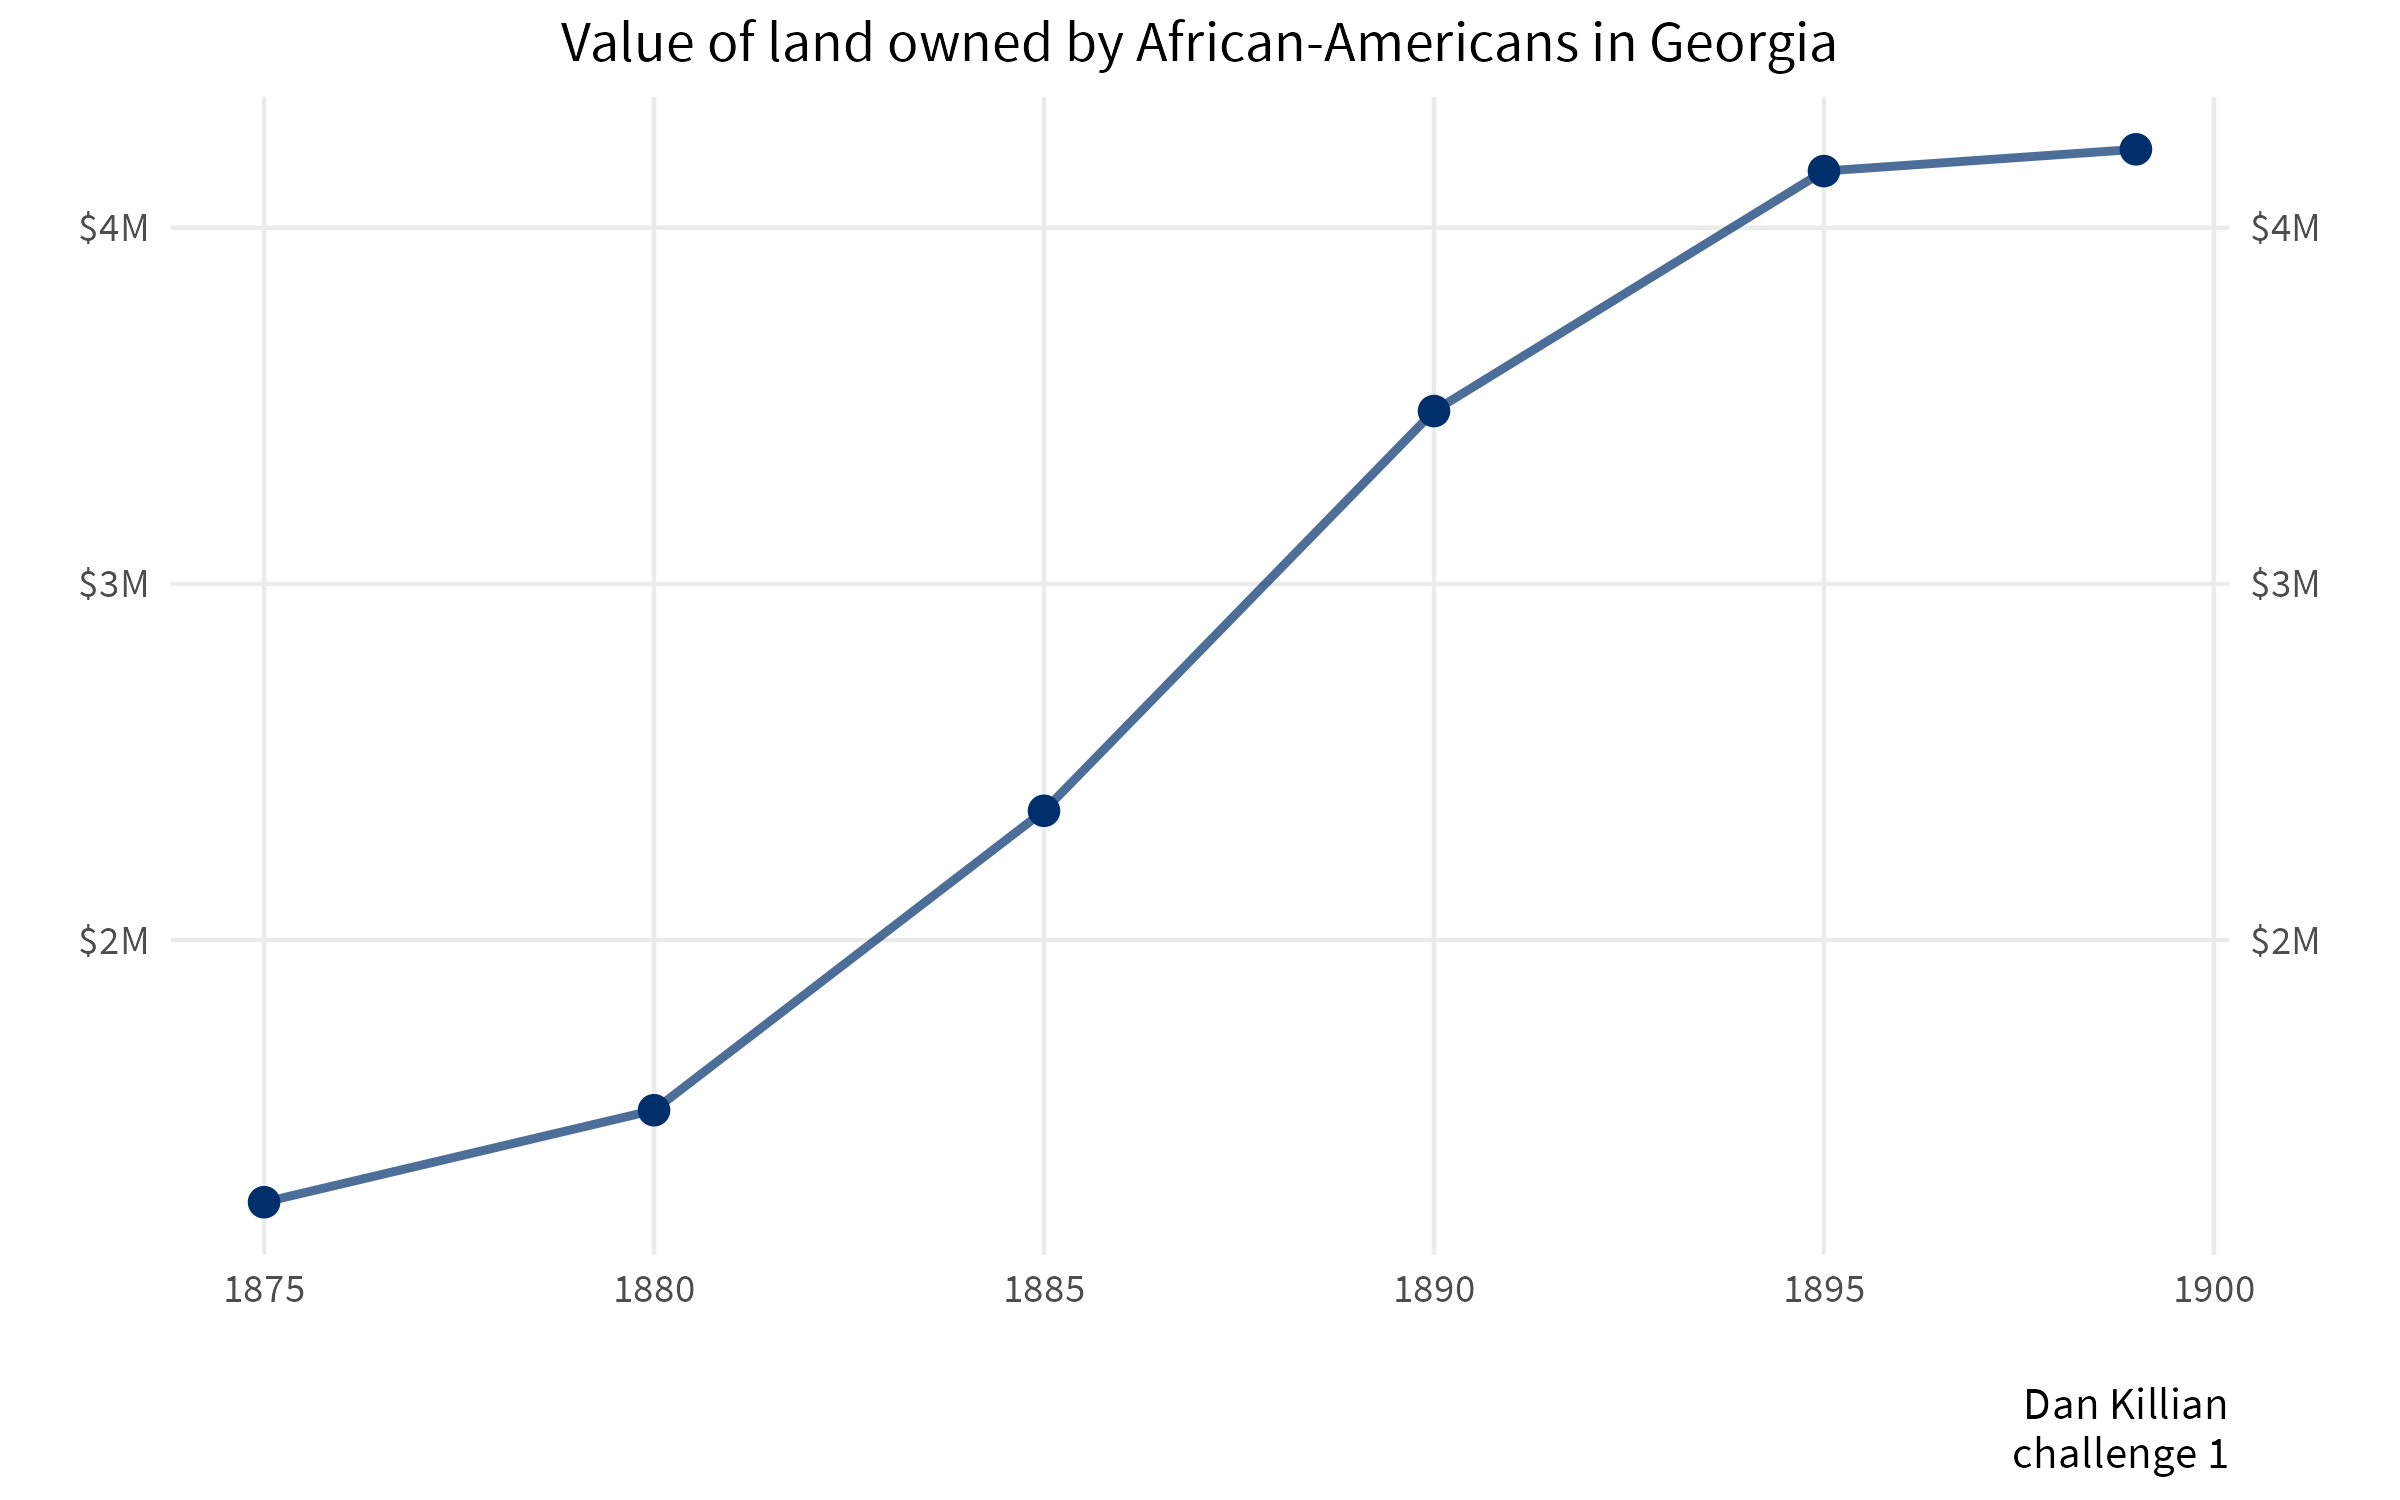 Value of land owned by African-Americans in Georgia
$4M $4M
$3M $3M
$2M $2M
1875 1880 1885 1890 1895 1900
Dan Killian
challenge 1